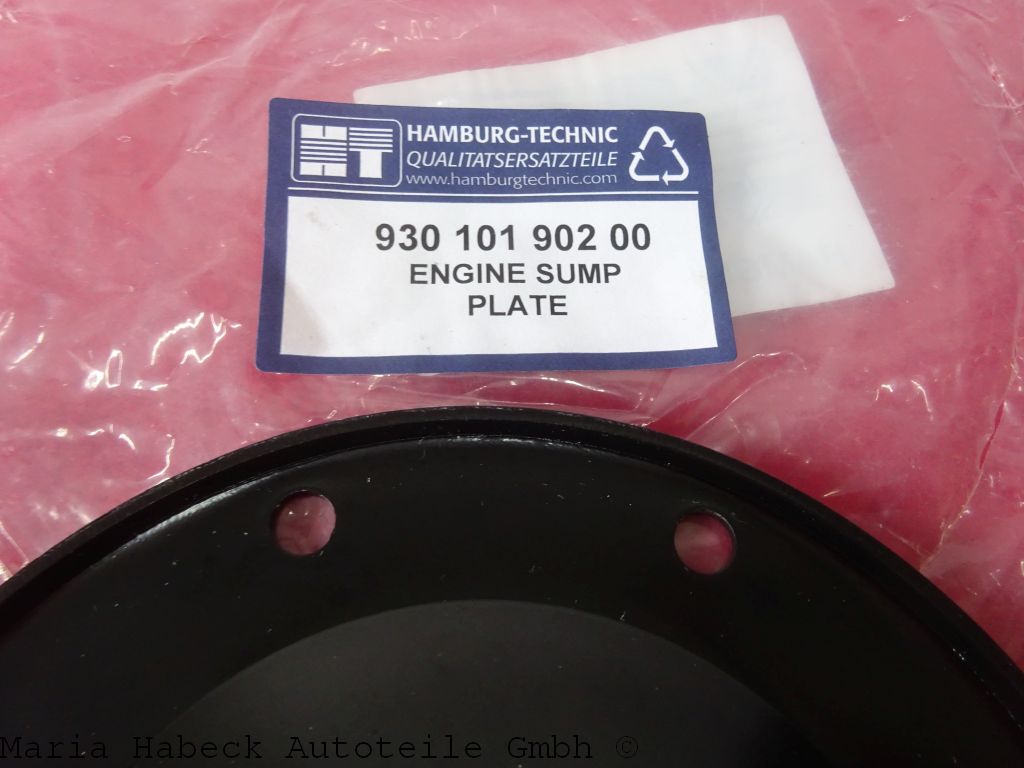 HT
HAMBURG-TECHNIC
QUALITATSERSATZTEILE
www.hamburgtechnic.com
930 101 902 00
ENGINE SUMP
PLATE
Maria Habeck Autoteile Gmbh ©